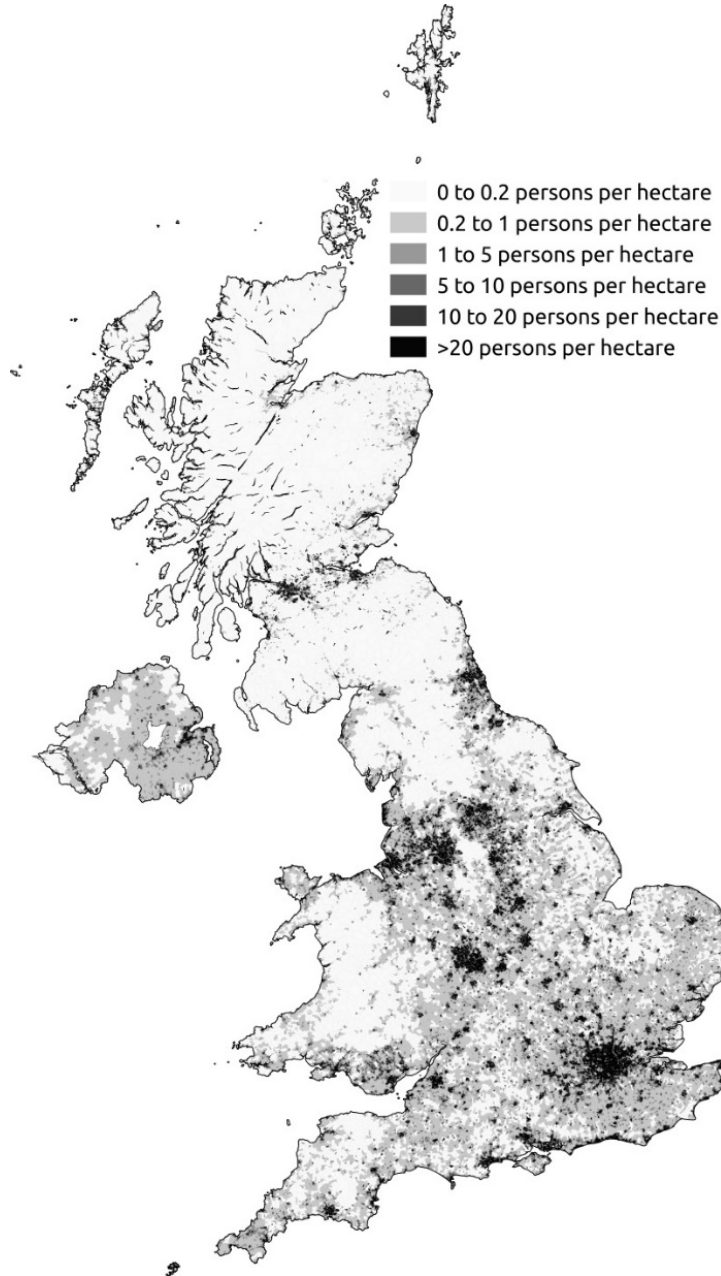 0 to 0.2 persons per hectare
0.2 to 1 persons per hectare
1 to 5 persons per hectare
5 to 10 persons per hectare
10 to 20 persons per hectare
>20 persons per hectare